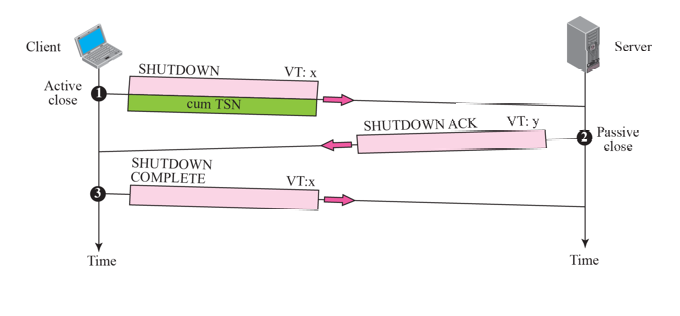 Client
Server
SHUTDOWN
VT: x
Active
close
1
cum TSN
SHUTDOWN ACK
VT: y
2
Passive
close
SHUTDOWN
COMPLETE
VT:x
3
Time
Time